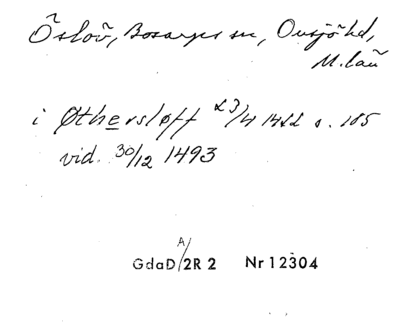 Öslöv, Bosarps sn, Onsjö hd,
M. län
i Øthersløff 23/4 1422 s. 185
vid. 30/12 1493
A/
GdaD/2R 2 Nr 12304